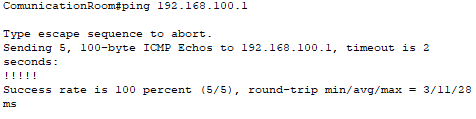 ComunicationRoom#ping 192.168.100.1
Type escape sequence to abort.
Sending 5, 100-byte ICMP Echos to 192.168.100.1, timeout is 2
seconds:
!!!!!
Success rate is 100 percent (5/5), round-trip min/avg/max = 3/11/28
ms